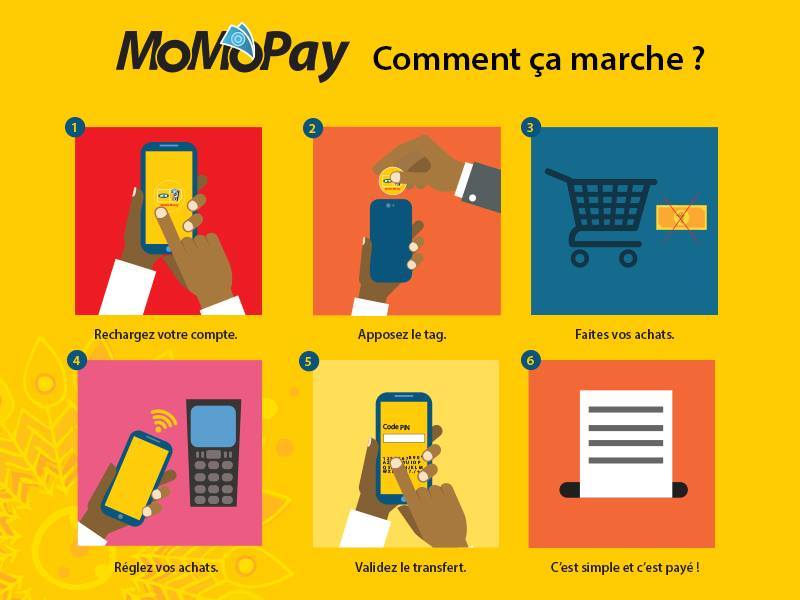 MoMoPay Comment ça marche ?
1
2
3
Rechargez votre compte.
Apposez le tag.
Faites vos achats.
4
5
6
Code PIN
Réglez vos achats.
Validez le transfert.
C'est simple et c'est payé !